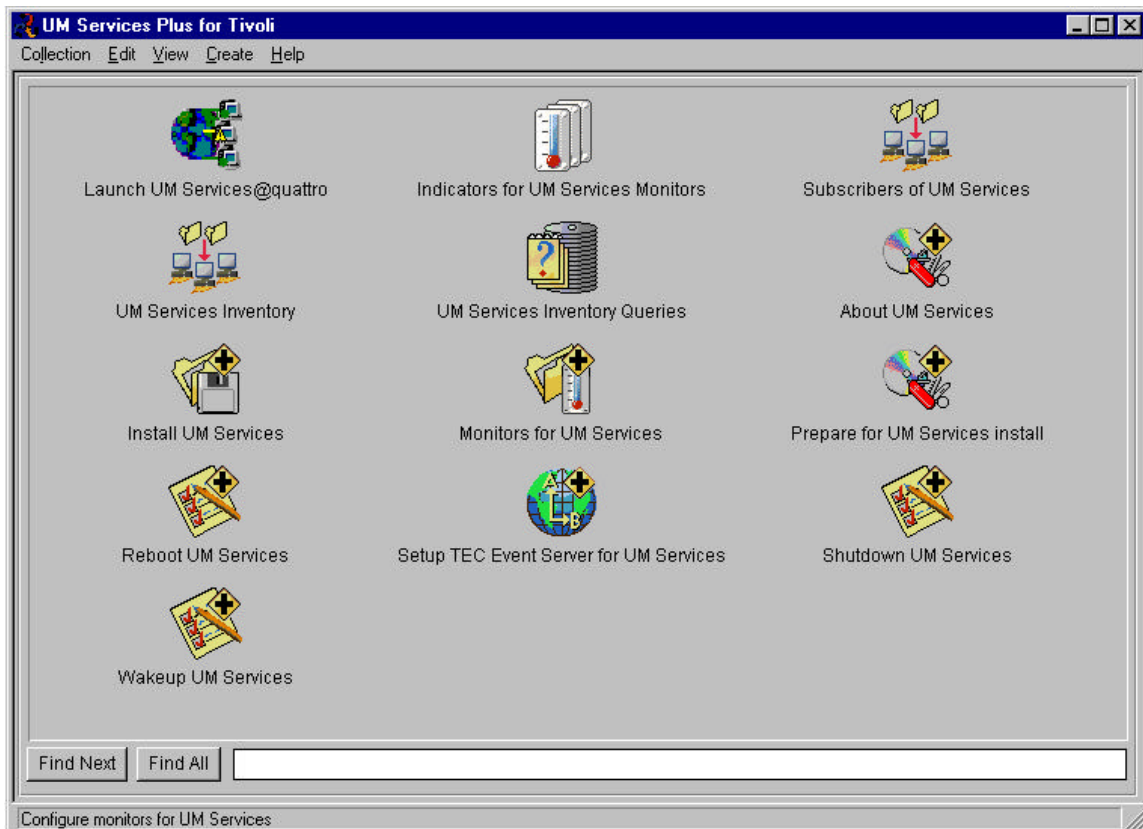 UM Services Plus for Tivoli
Collection Edit View Create Help
Launch UM Services@quattro
Indicators for UM Services Monitors
Subscribers of UM Services
UM Services Inventory
UM Services Inventory Queries
About UM Services
Install UM Services
Monitors for UM Services
Prepare for UM Services install
Reboot UM Services
Setup TEC Event Server for UM Services
Shutdown UM Services
Wakeup UM Services
Find Next Find All
Configure monitors for UM Services